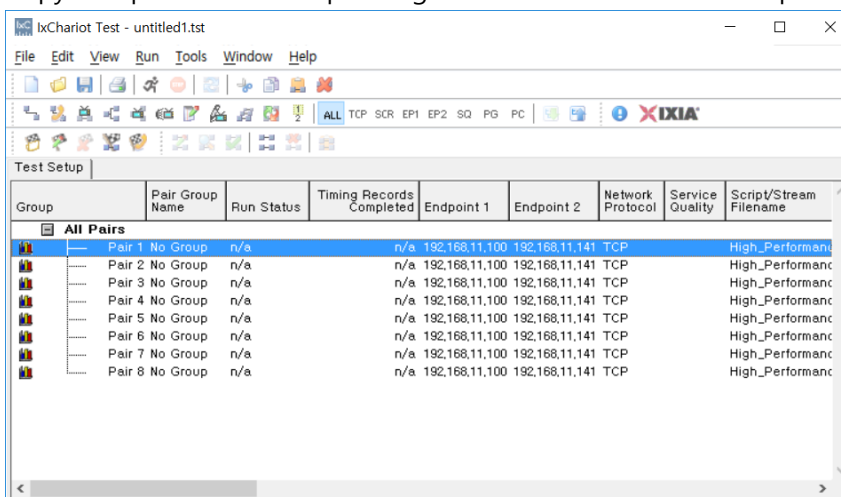 IxChariot Test - untitled1.tst
File Edit View Run Tools Window Help
ALL TCP SCR EP1 EP2 SQ PG PC XIXIA
Test Setup
Group Pair Group Name Run Status Timing Records Completed Endpoint 1 Endpoint 2 Network Protocol Service Quality Script/Stream Filename
All Pairs
Pair 1 No Group n/a n/a 192,168,11,100 192,168,11,141 TCP High_Performanc
Pair 2 No Group n/a n/a 192,168,11,100 192,168,11,141 TCP High_Performanc
Pair 3 No Group n/a n/a 192,168,11,100 192,168,11,141 TCP High_Performanc
Pair 4 No Group n/a n/a 192,168,11,100 192,168,11,141 TCP High_Performanc
Pair 5 No Group n/a n/a 192,168,11,100 192,168,11,141 TCP High_Performanc
Pair 6 No Group n/a n/a 192,168,11,100 192,168,11,141 TCP High_Performanc
Pair 7 No Group n/a n/a 192,168,11,100 192,168,11,141 TCP High_Performanc
Pair 8 No Group n/a n/a 192,168,11,100 192,168,11,141 TCP High_Performanc